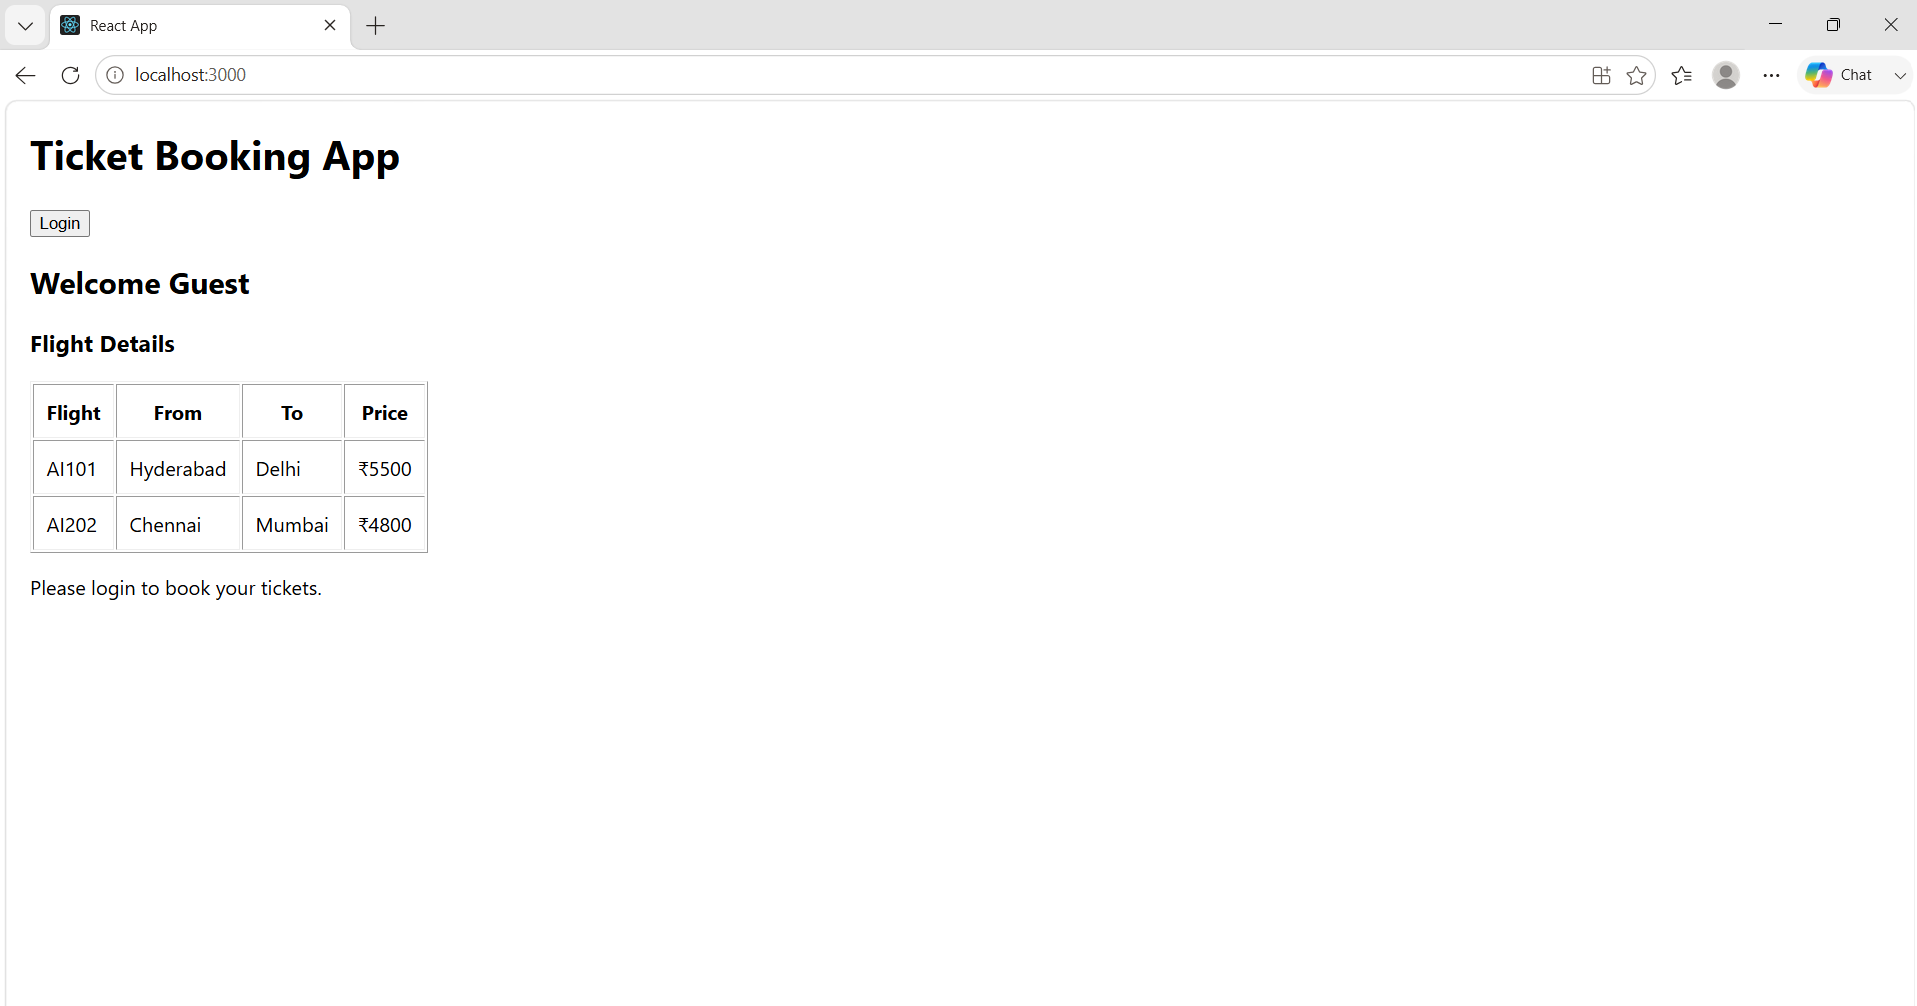 React App
localhost:3000
Chat
Ticket Booking App
Login
Welcome Guest
Flight Details
Flight From To Price
AI101 Hyderabad Delhi ₹5500
AI202 Chennai Mumbai ₹4800
Please login to book your tickets.